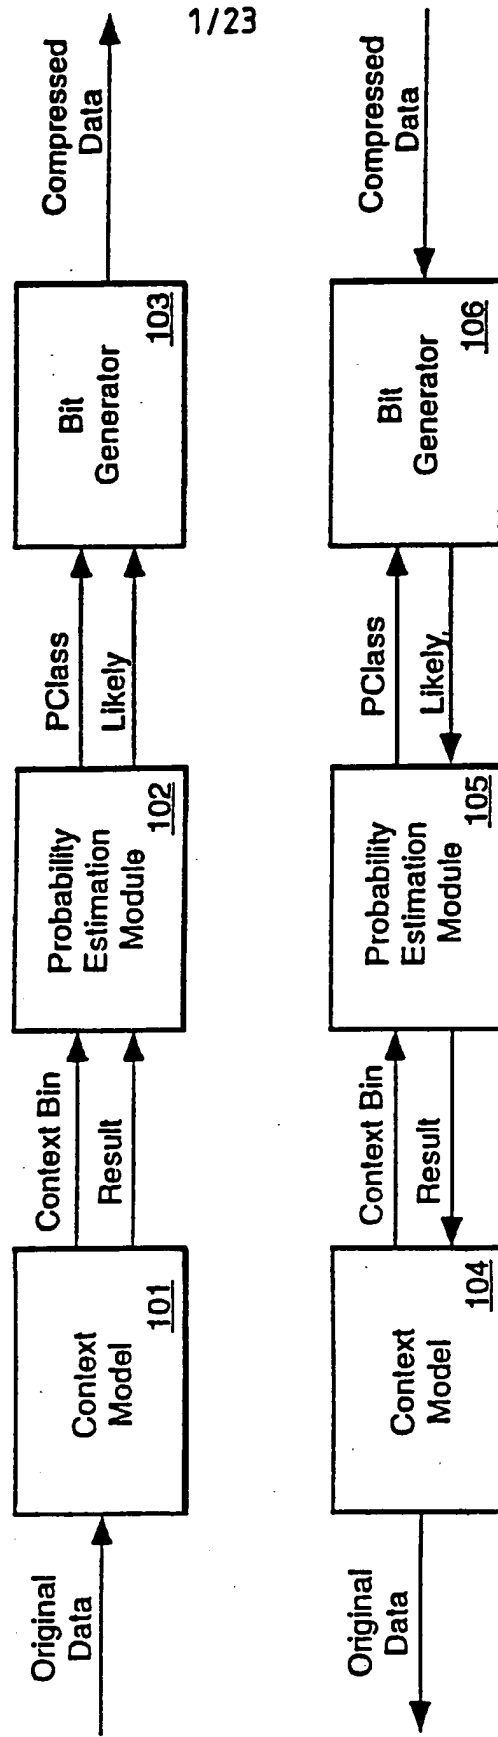 1/23
Original
Data
Context
Model
101
Context Bin
Result
Probability
Estimation
Module
102
PClass
Likely
Bit
Generator
103
Compressed
Data
Original
Data
Context
Model
104
Context Bin
Result
Probability
Estimation
Module
105
PClass
Likely
Bit
Generator
106
Compressed
Data